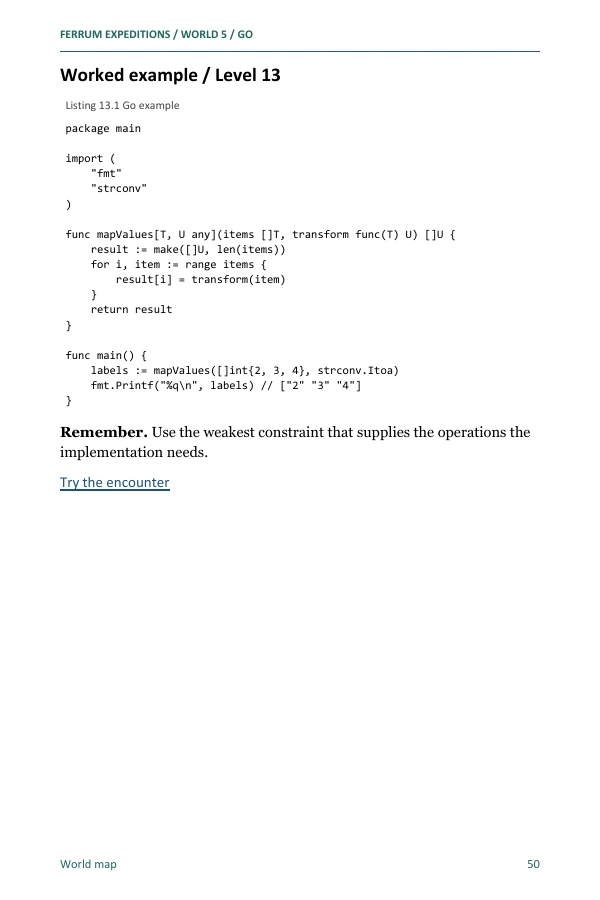 FERRUM EXPEDITIONS / WORLD 5 / GO
Worked example / Level 13
Listing 13.1 Go example
package main

import (
    "fmt"
    "strconv"
)

func mapValues[T, U any](items []T, transform func(T) U) []U {
    result := make([]U, len(items))
    for i, item := range items {
        result[i] = transform(item)
    }
    return result
}

func main() {
    labels := mapValues([]int{2, 3, 4}, strconv.Itoa)
    fmt.Printf("%q\n", labels) // ["2" "3" "4"]
}
Remember. Use the weakest constraint that supplies the operations the
implementation needs.
Try the encounter
World map
50